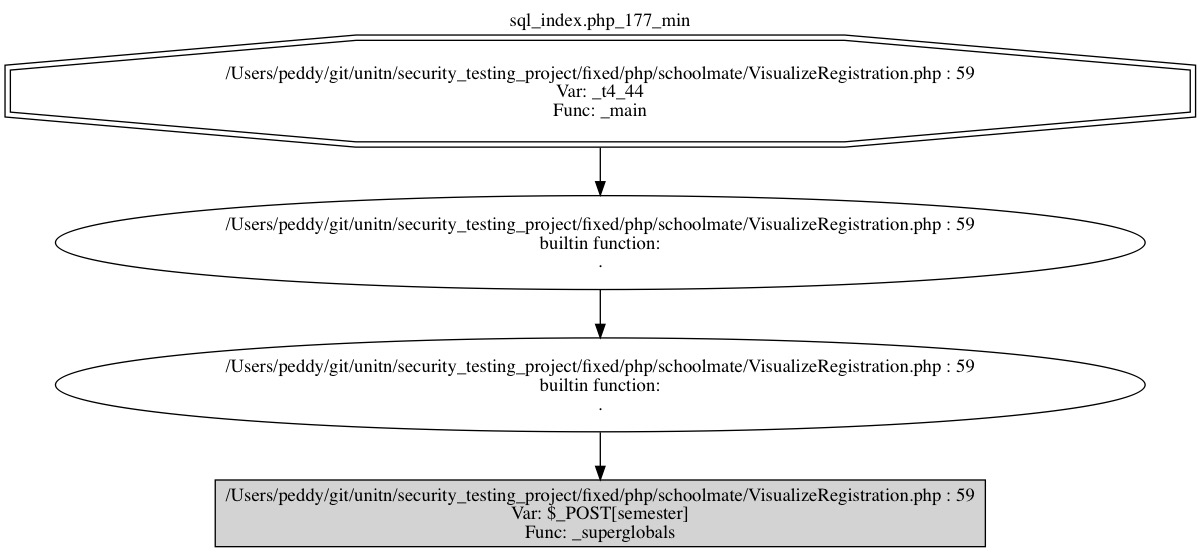 sql_index.php_177_min
/Users/peddy/git/unitn/security_testing_project/fixed/php/schoolmate/VisualizeRegistration.php : 59
Var: _t4_44
Func: _main
/Users/peddy/git/unitn/security_testing_project/fixed/php/schoolmate/VisualizeRegistration.php : 59
builtin function:
.
/Users/peddy/git/unitn/security_testing_project/fixed/php/schoolmate/VisualizeRegistration.php : 59
builtin function:
.
/Users/peddy/git/unitn/security_testing_project/fixed/php/schoolmate/VisualizeRegistration.php : 59
Var: $_POST[semester]
Func: _superglobals